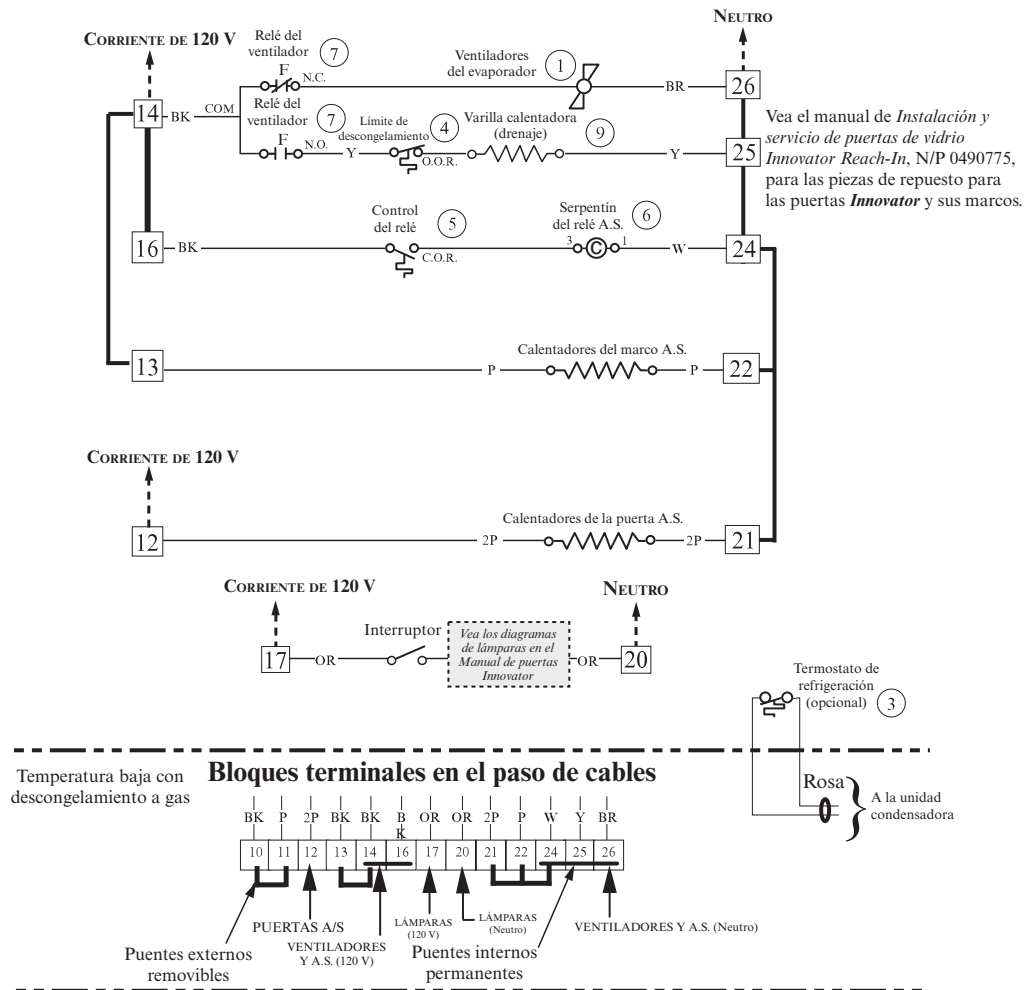 NEUTRO
CORRIENTE DE 120 V
Relé del
ventilador
7
F
N.C.
Ventiladores
del evaporador
1
BR
26
14
BK
COM
Relé del
ventilador
7
F
N.O.
Y
Límite de
descongelamiento
4
O.O.R.
Varilla calentadora
(drenaje)
9
Y
25
Vea el manual de Instalación y
servicio de puertas de vidrio
Innovator Reach-In, N/P 0490775,
para las piezas de repuesto para
las puertas Innovator y sus marcos.
16
BK
Control
del relé
5
C.O.R.
Serpentín
del relé A.S.
6
3
C
1
W
24
13
P
Calentadores del marco A.S.
P
22
CORRIENTE DE 120 V
12
2P
Calentadores de la puerta A.S.
2P
21
CORRIENTE DE 120 V
NEUTRO
17
OR
Interruptor
Vea los diagramas
de lámparas en el
Manual de puertas
Innovator
OR
20
Termostato de
refrigeración
(opcional)
3
Rosa
A la unidad
condensadora
Temperatura baja con
descongelamiento a gas
Bloques terminales en el paso de cables
BK P 2P BK BK BK OR OR 2P P W Y BR
10 11 12 13 14 16 17 20 21 22 24 25 26
Puentes externos
removibles
PUERTAS A/S
VENTILADORES
Y A.S. (120 V)
LÁMPARAS
(120 V)
LÁMPARAS
(Neutro)
Puentes internos
permanentes
VENTILADORES Y A.S. (Neutro)